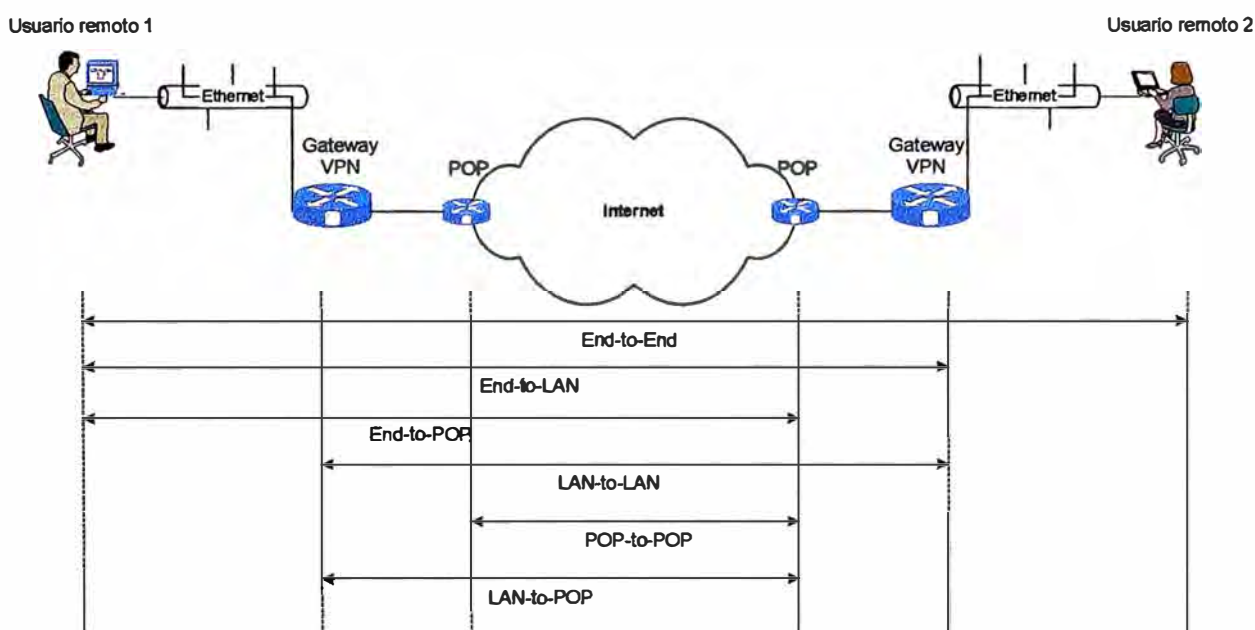 Usuario remoto 1
Usuario remoto 2
Ethernet
Ethernet
Gateway
VPN
POP
POP
Gateway
VPN
Internet
End-to-End
End-to-LAN
End-to-POP
LAN-to-LAN
POP-to-POP
LAN-to-POP